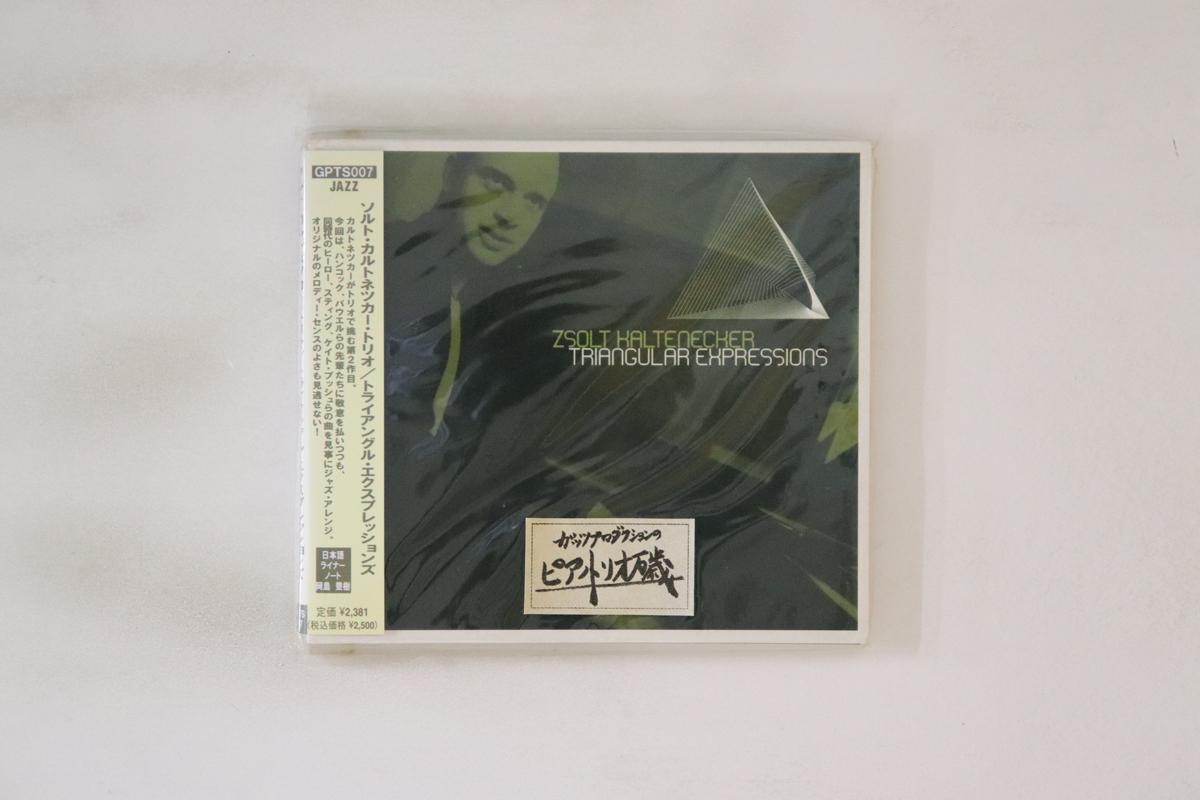 GPTS007
JAZZ
ソルト・カルトネツカー・トリオ／トライアングル・エクスプレッションズ
カルトネツカーがトリオで挑む第2作目。
今回は、ハンコック、パウエルらの先輩たちに敬意を払いつつも、
同時代のヒーロー、スティング、ケイト・ブッシュらの曲を見事にジャズ・アレンジ。
オリジナルのメロディー・センスのよさも見逃せない！
日本語
ライナー
ノート
定価 ¥2,381
(税込価格 ¥2,500)
ZSOLT KALTENECKER
TRIANGULAR EXPRESSIONS
ガッツプロダクションの
ピアノトリオ万歳